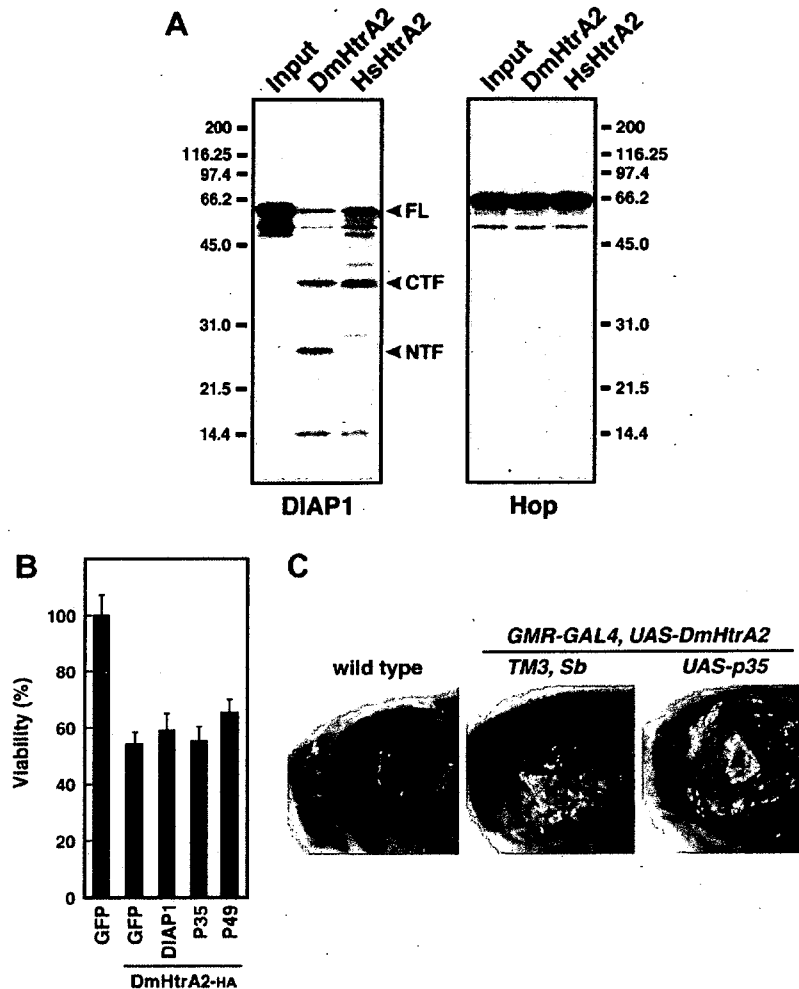 A
Input
DmHtrA2
HsHtrA2
Input
DmHtrA2
HsHtrA2
200
116.25
97.4
66.2
45.0
31.0
21.5
14.4
FL
CTF
NTF
200
116.25
97.4
66.2
45.0
31.0
21.5
14.4
DIAP1
Hop
B
Viability (%)
100
80
60
40
20
0
GFP
GFP
DIAP1
P35
P49
DmHtrA2-HA
C
GMR-GAL4, UAS-DmHtrA2
wild type
TM3, Sb
UAS-p35